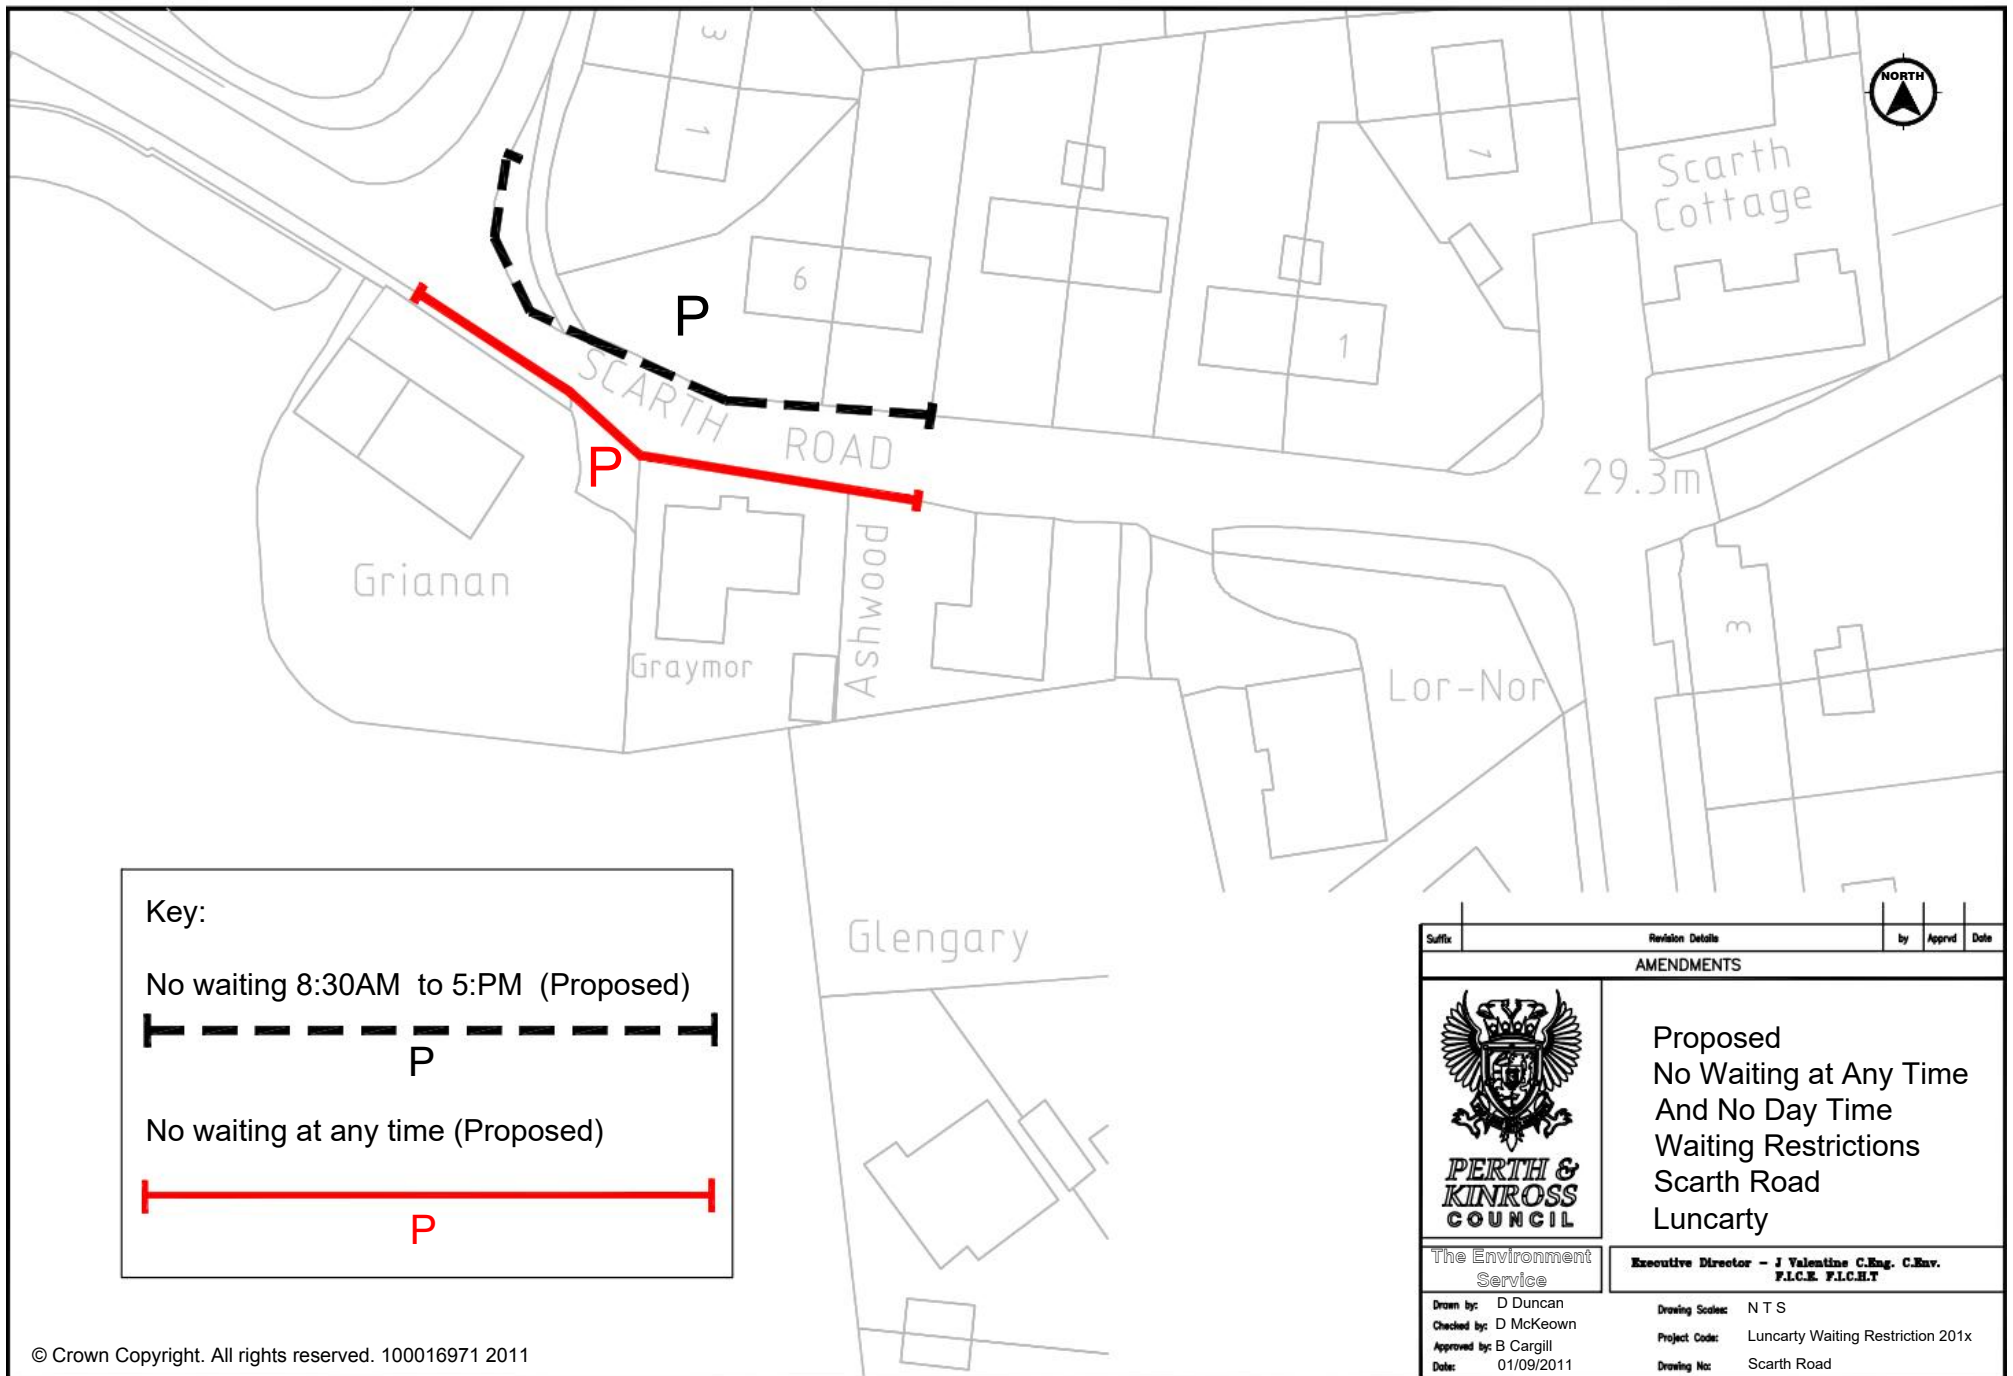 3
1
6
1
7
NORTH
Scarth
Cottage
P
SCARTH
ROAD
P
29.3m
Grianan
Graymor
Ashwood
Lor-Nor
3
Glengary
Key:
No waiting 8:30AM to 5:PM (Proposed)
P
No waiting at any time (Proposed)
P
Suffix Revision Details by Apprvd Date
AMENDMENTS
PERTH &
KINROSS
COUNCIL
Proposed
No Waiting at Any Time
And No Day Time
Waiting Restrictions
Scarth Road
Luncarty
The Environment
Service
Executive Director - J Valentine C.Eng. C.Env.
F.I.C.E. F.I.C.H.T
Drawn by: D Duncan
Checked by: D McKeown
Approved by: B Cargill
Date: 01/09/2011
Drawing Scales: N T S
Project Code: Luncarty Waiting Restriction 201x
Drawing No: Scarth Road
© Crown Copyright. All rights reserved. 100016971 2011